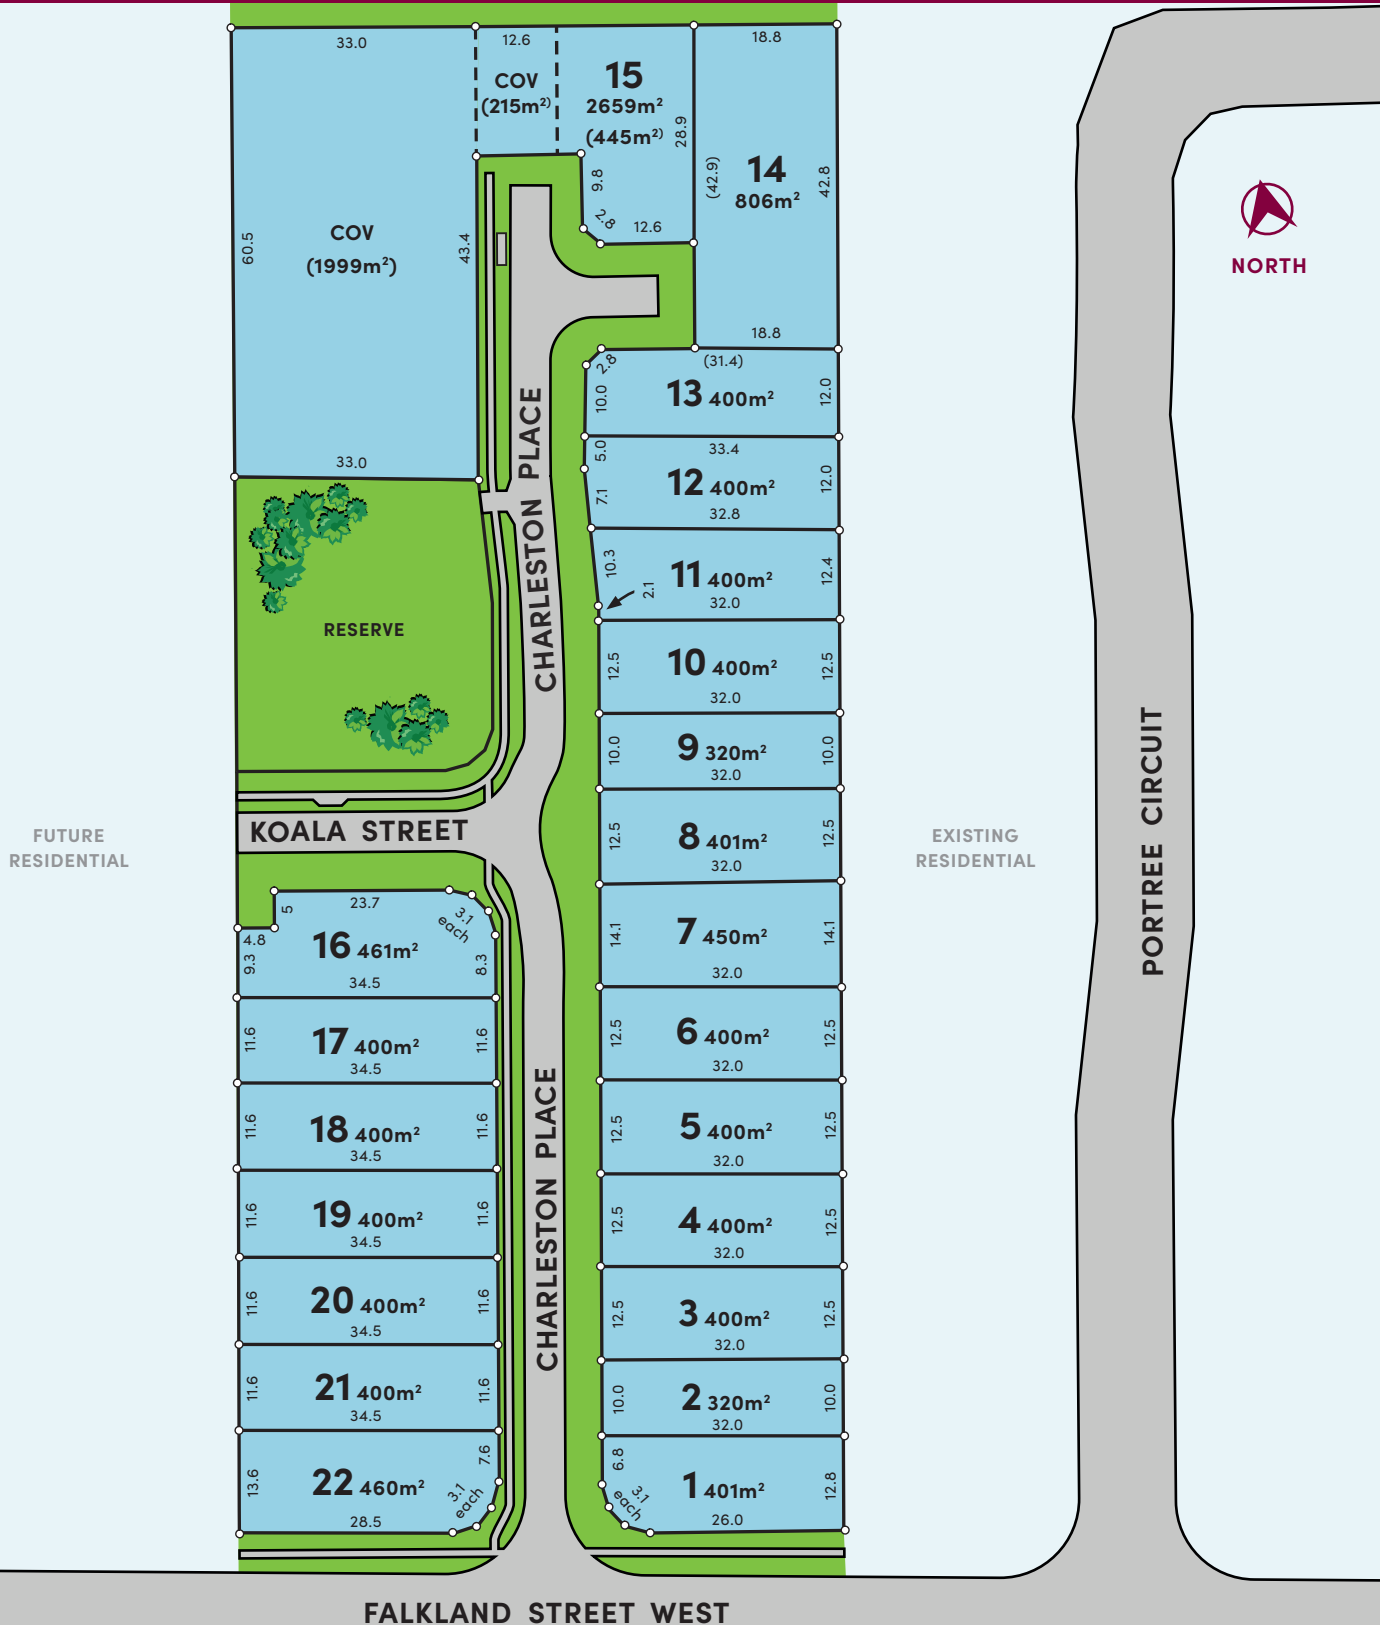 33.0
12.6
18.8
COV
(215m²)
15
2659m²
(445m²)
28.9
14
806m²
(42.9)
42.8
9.8
2.8
12.6
60.5
COV
(1999m²)
43.4
NORTH
18.8
33.0
2.8
(31.4)
10.0
13 400m²
12.0
CHARLESTON PLACE
5.0
33.4
7.1
12 400m²
12.0
32.8
10.3
2.1
11 400m²
12.4
32.0
RESERVE
12.5
10 400m²
12.5
32.0
10.0
9 320m²
10.0
32.0
KOALA STREET
12.5
8 401m²
12.5
32.0
FUTURE
RESIDENTIAL
EXISTING
RESIDENTIAL
PORTREE CIRCUIT
5
23.7
3.1
each
4.8
9.3
16 461m²
8.3
34.5
14.1
7 450m²
14.1
32.0
11.6
17 400m²
11.6
34.5
12.5
6 400m²
12.5
32.0
11.6
18 400m²
11.6
34.5
CHARLESTON PLACE
12.5
5 400m²
12.5
32.0
11.6
19 400m²
11.6
34.5
12.5
4 400m²
12.5
32.0
11.6
20 400m²
11.6
34.5
12.5
3 400m²
12.5
32.0
11.6
21 400m²
11.6
34.5
10.0
2 320m²
10.0
32.0
13.6
22 460m²
7.6
3.1
each
28.5
6.8
3.1
each
1 401m²
12.8
26.0
FALKLAND STREET WEST